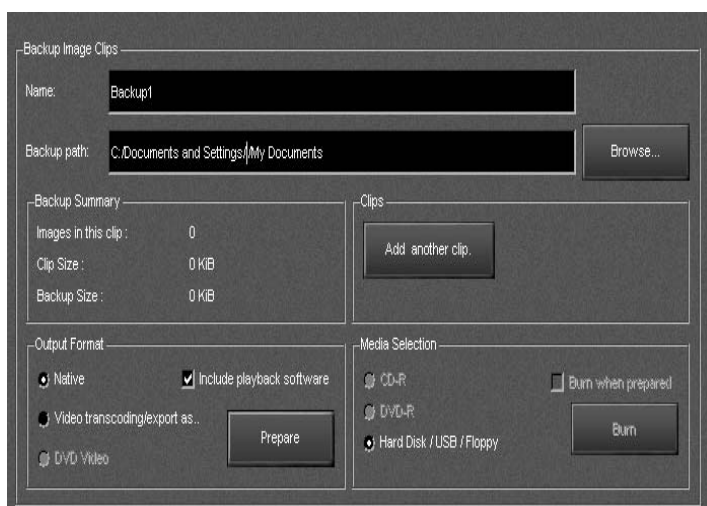 Backup Image Clips
Name: Backup1
Backup path: C:/Documents and Settings//My Documents Browse...
Backup Summary
Images in this clip : 0
Clip Size : 0 KiB
Backup Size : 0 KiB
Clips
Add another clip.
Output Format
Native Include playback software
Video transcoding/export as..
Prepare
DVD Video
Media Selection
CD-R Burn when prepared
DVD-R
Burn
Hard Disk / USB / Floppy